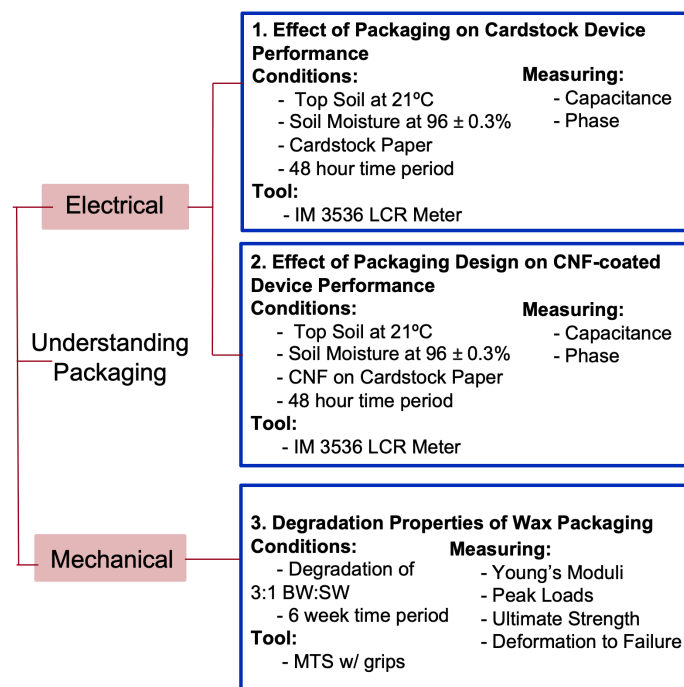 1. Effect of Packaging on Cardstock Device
Performance
Conditions:
- Top Soil at 21ºC
- Soil Moisture at 96 ± 0.3%
- Cardstock Paper
- 48 hour time period
Tool:
- IM 3536 LCR Meter
Measuring:
- Capacitance
- Phase
Electrical
2. Effect of Packaging Design on CNF-coated
Device Performance
Conditions:
- Top Soil at 21ºC
- Soil Moisture at 96 ± 0.3%
- CNF on Cardstock Paper
- 48 hour time period
Tool:
- IM 3536 LCR Meter
Measuring:
- Capacitance
- Phase
Understanding
Packaging
Mechanical
3. Degradation Properties of Wax Packaging
Conditions:
- Degradation of
3:1 BW:SW
- 6 week time period
Tool:
- MTS w/ grips
Measuring:
- Young's Moduli
- Peak Loads
- Ultimate Strength
- Deformation to Failure